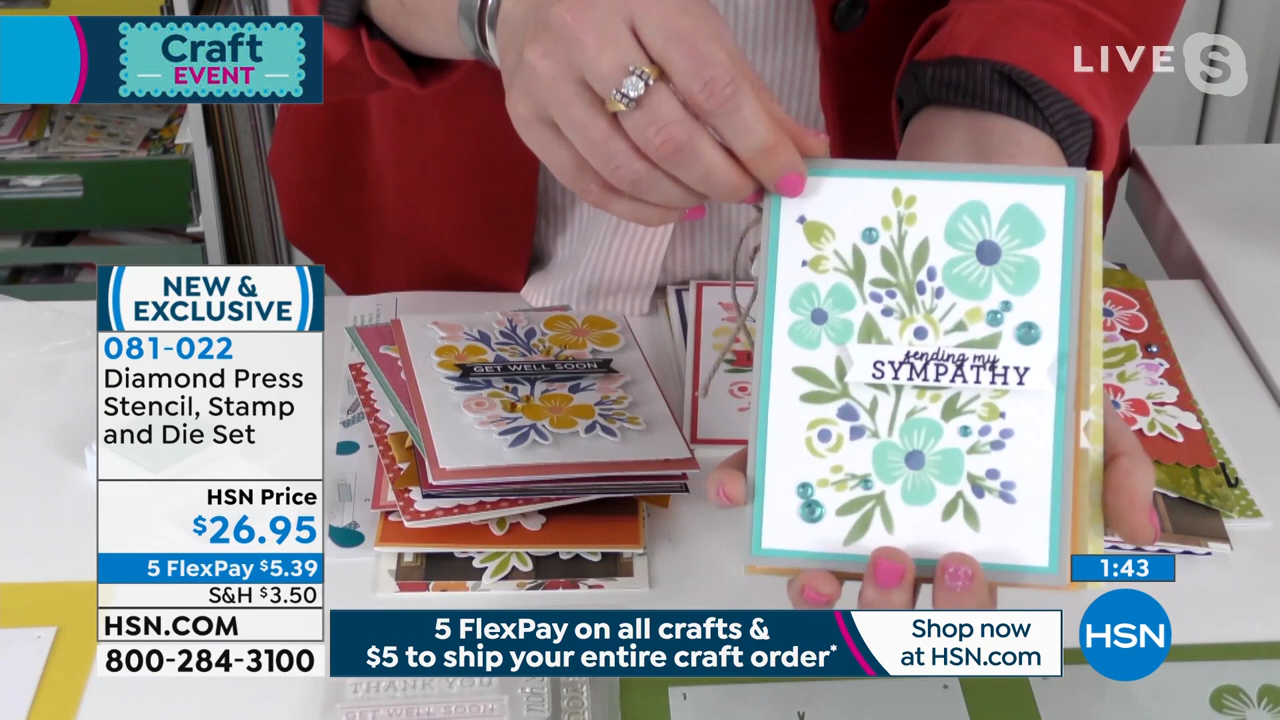 Craft
EVENT
LIVE S
NEW &
EXCLUSIVE
081-022
Diamond Press
Stencil, Stamp
and Die Set
HSN Price
$26.95
5 FlexPay $5.39
S&H $3.50
HSN.COM
800-284-3100
GET WELL SOON
sending my
SYMPATHY
1:43
5 FlexPay on all crafts &
$5 to ship your entire craft order*
Shop now
at HSN.com
HSN
THANK YOU
GET WELL SOON